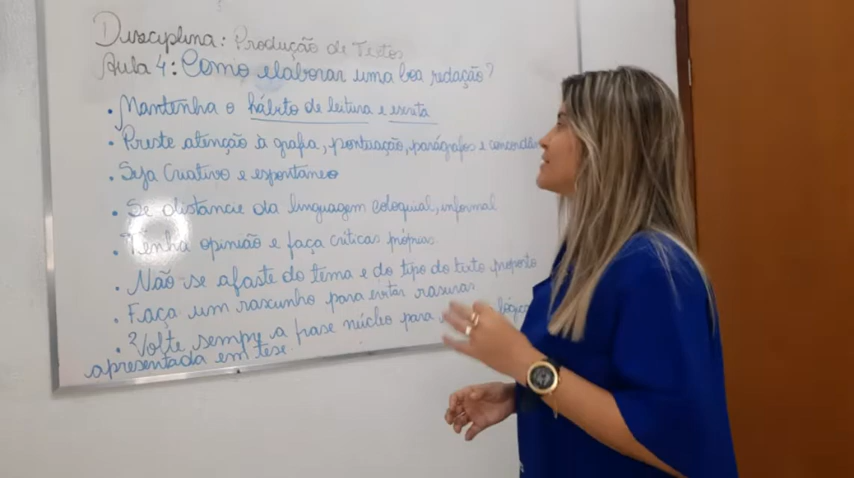 Disciplina: Produção de Textos
Aula 4: Como elaborar uma boa redação?
• Mantenha o hábito de leitura e escrita
• Preste atenção à grafia, pontuação, parágrafos e concordân
• Seja Criativo e espontâneo
• Se distancie da linguagem coloquial, informal
• Tenha opinião e faça críticas próprias
• Não se afaste do tema e do tipo do texto proposto
• Faça um rascunho para evitar rasuras
• Volte sempre a frase núcleo para lógica
apresentada em tese.